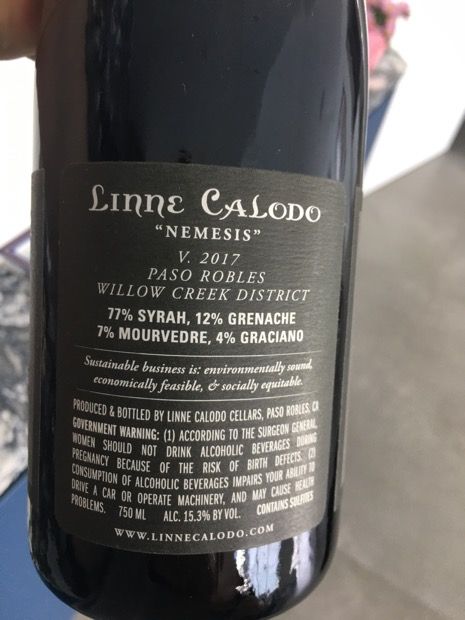 Linne Calodo
"NEMESIS"
V. 2017
PASO ROBLES
WILLOW CREEK DISTRICT
77% SYRAH, 12% GRENACHE
7% MOURVEDRE, 4% GRACIANO
Sustainable business is; environmentally sound,
economically feasible, & socially equitable.
PRODUCED & BOTTLED BY LINNE CALODO CELLARS, PASO ROBLES, CA
GOVERNMENT WARNING: (1) ACCORDING TO THE SURGEON GENERAL,
WOMEN SHOULD NOT DRINK ALCOHOLIC BEVERAGES DURING
PREGNANCY BECAUSE OF THE RISK OF BIRTH DEFECTS. (2)
CONSUMPTION OF ALCOHOLIC BEVERAGES IMPAIRS YOUR ABILITY TO
DRIVE A CAR OR OPERATE MACHINERY, AND MAY CAUSE HEALTH
PROBLEMS. 750 ML ALC. 15.3% BY VOL. CONTAINS SULFITES
WWW.LINNECALODO.COM